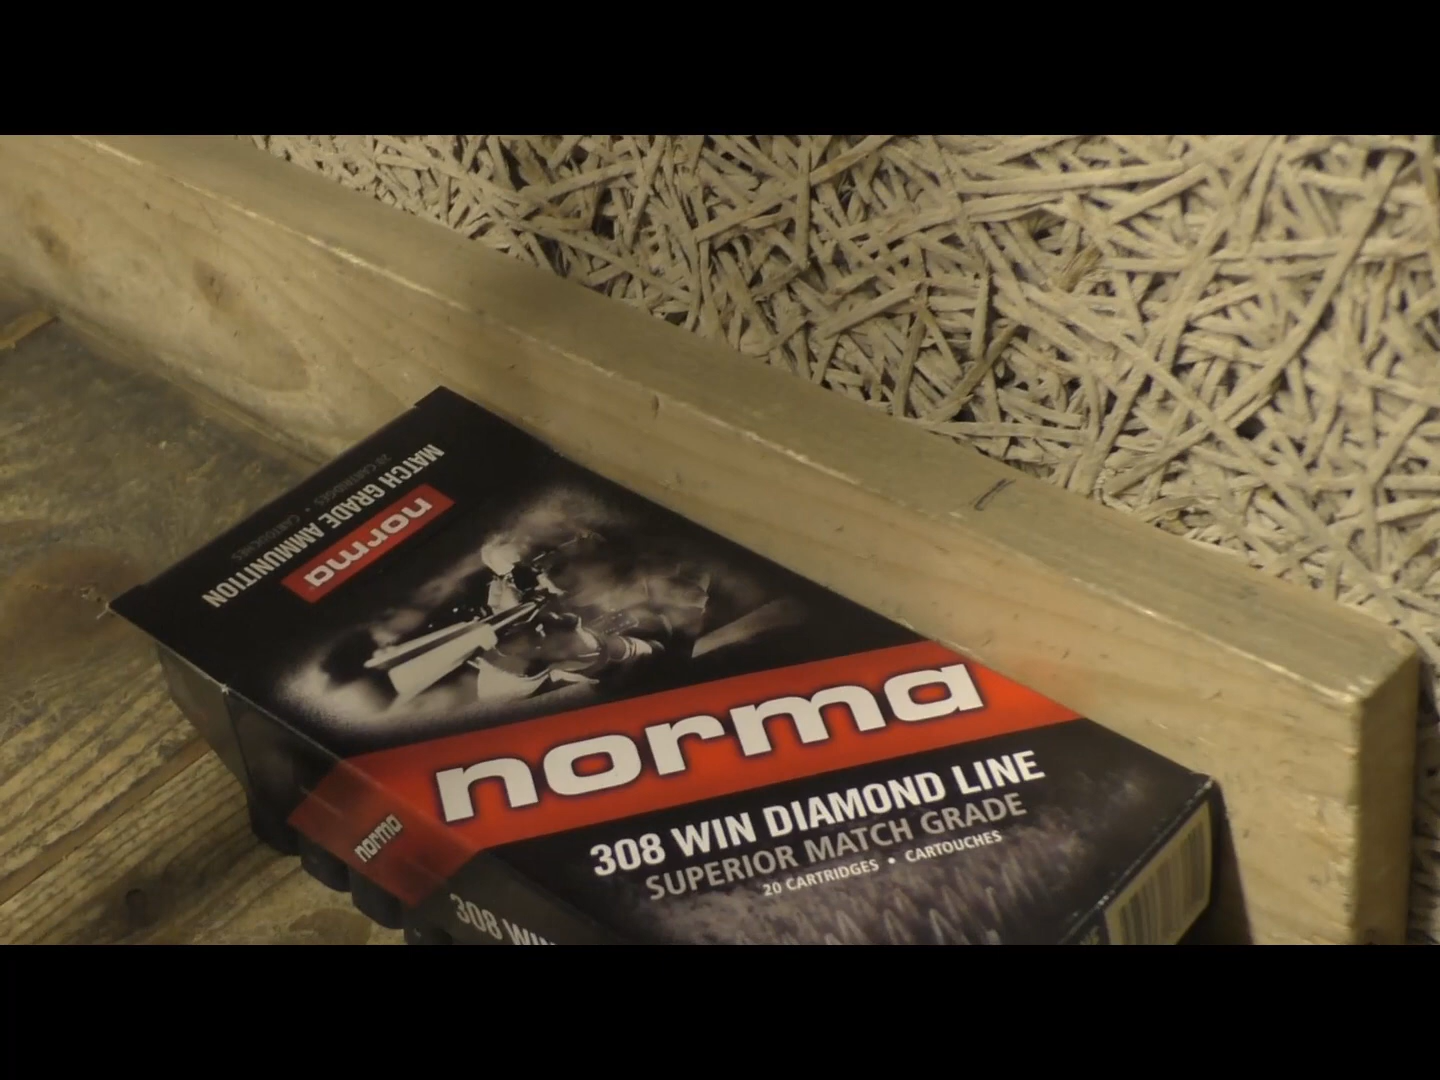 MATCH GRADE AMMUNITION
20 CARTRIDGES • CARTOUCHES
norma
norma
308 WIN DIAMOND LINE
SUPERIOR MATCH GRADE
20 CARTRIDGES • CARTOUCHES
norma
308 WIN